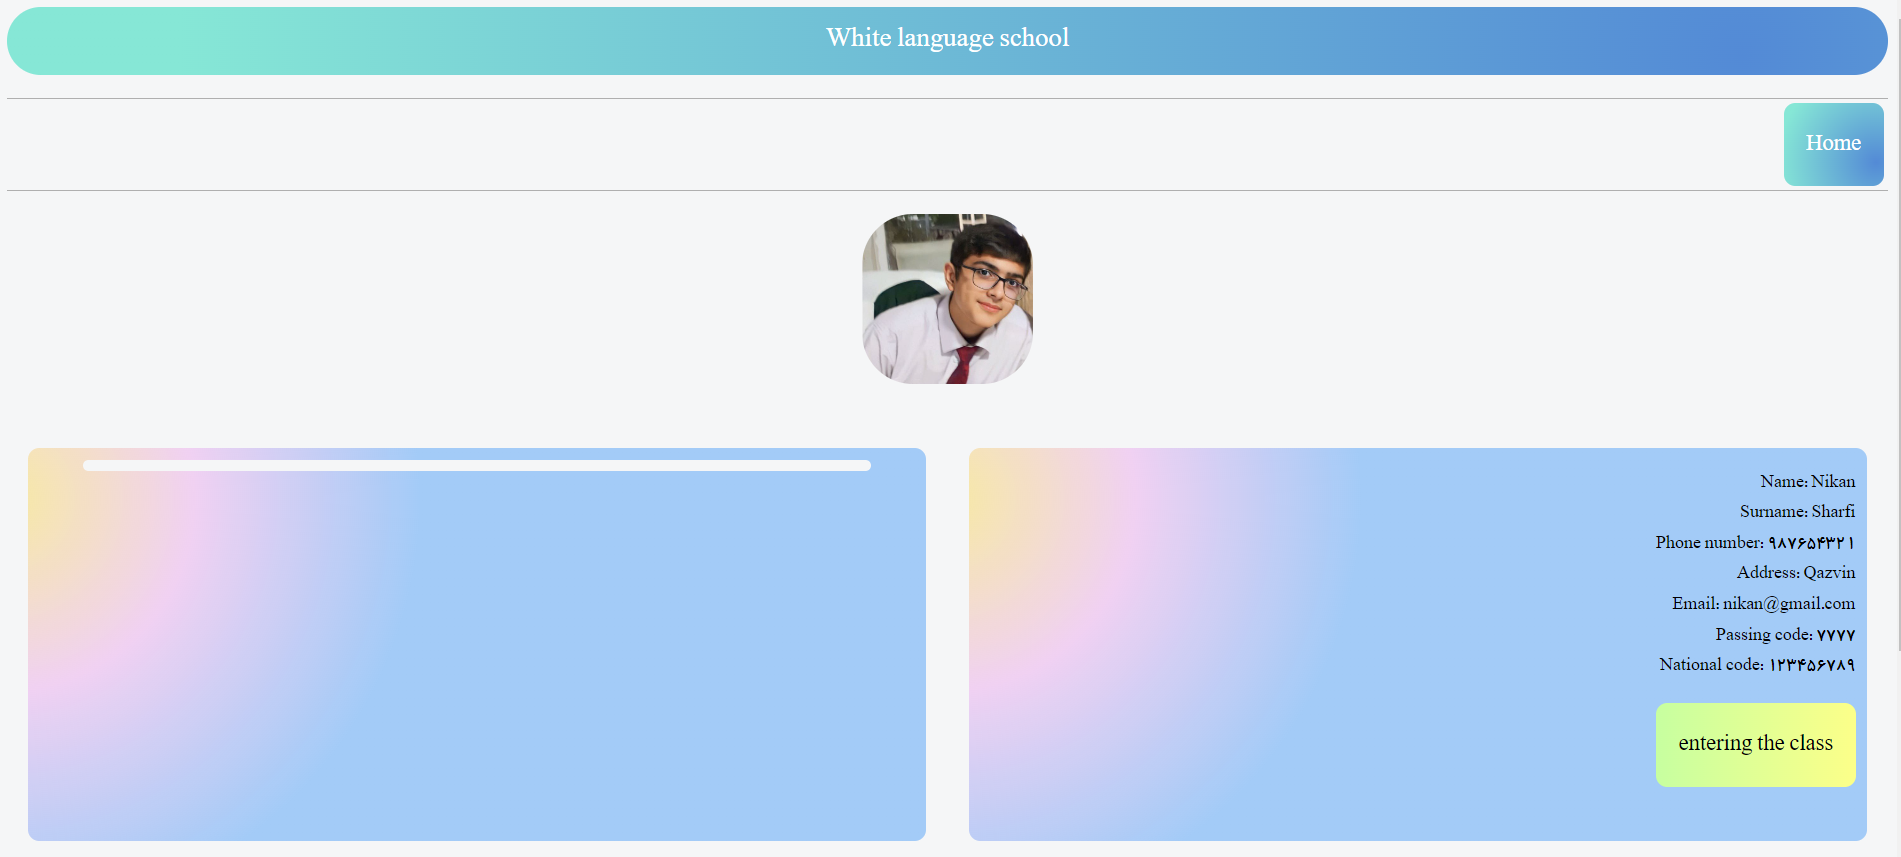 White language school
Home
Name: Nikan
Surname: Sharfi
Phone number: ۹۸۷۶۵۴۳۲۱
Address: Qazvin
Email: nikan@gmail.com
Passing code: ۷۷۷۷
National code: ۱۲۳۴۵۶۷۸۹
entering the class